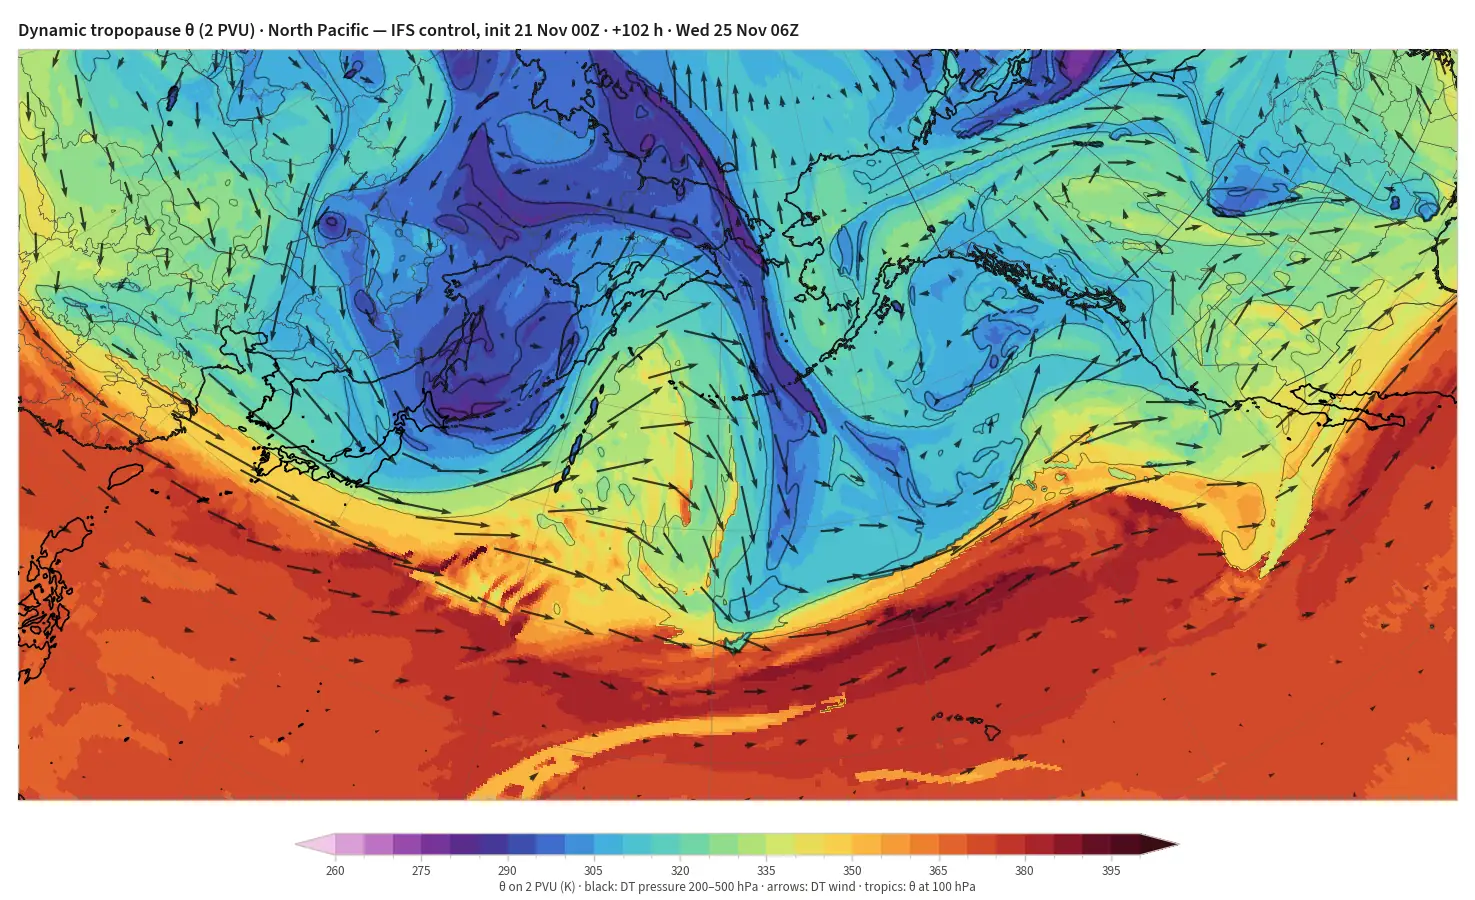 Dynamic tropopause θ (2 PVU) · North Pacific — IFS control, init 21 Nov 00Z · +102 h · Wed 25 Nov 06Z
260 275 290 305 320 335 350 365 380 395
θ on 2 PVU (K) · black: DT pressure 200–500 hPa · arrows: DT wind · tropics: θ at 100 hPa